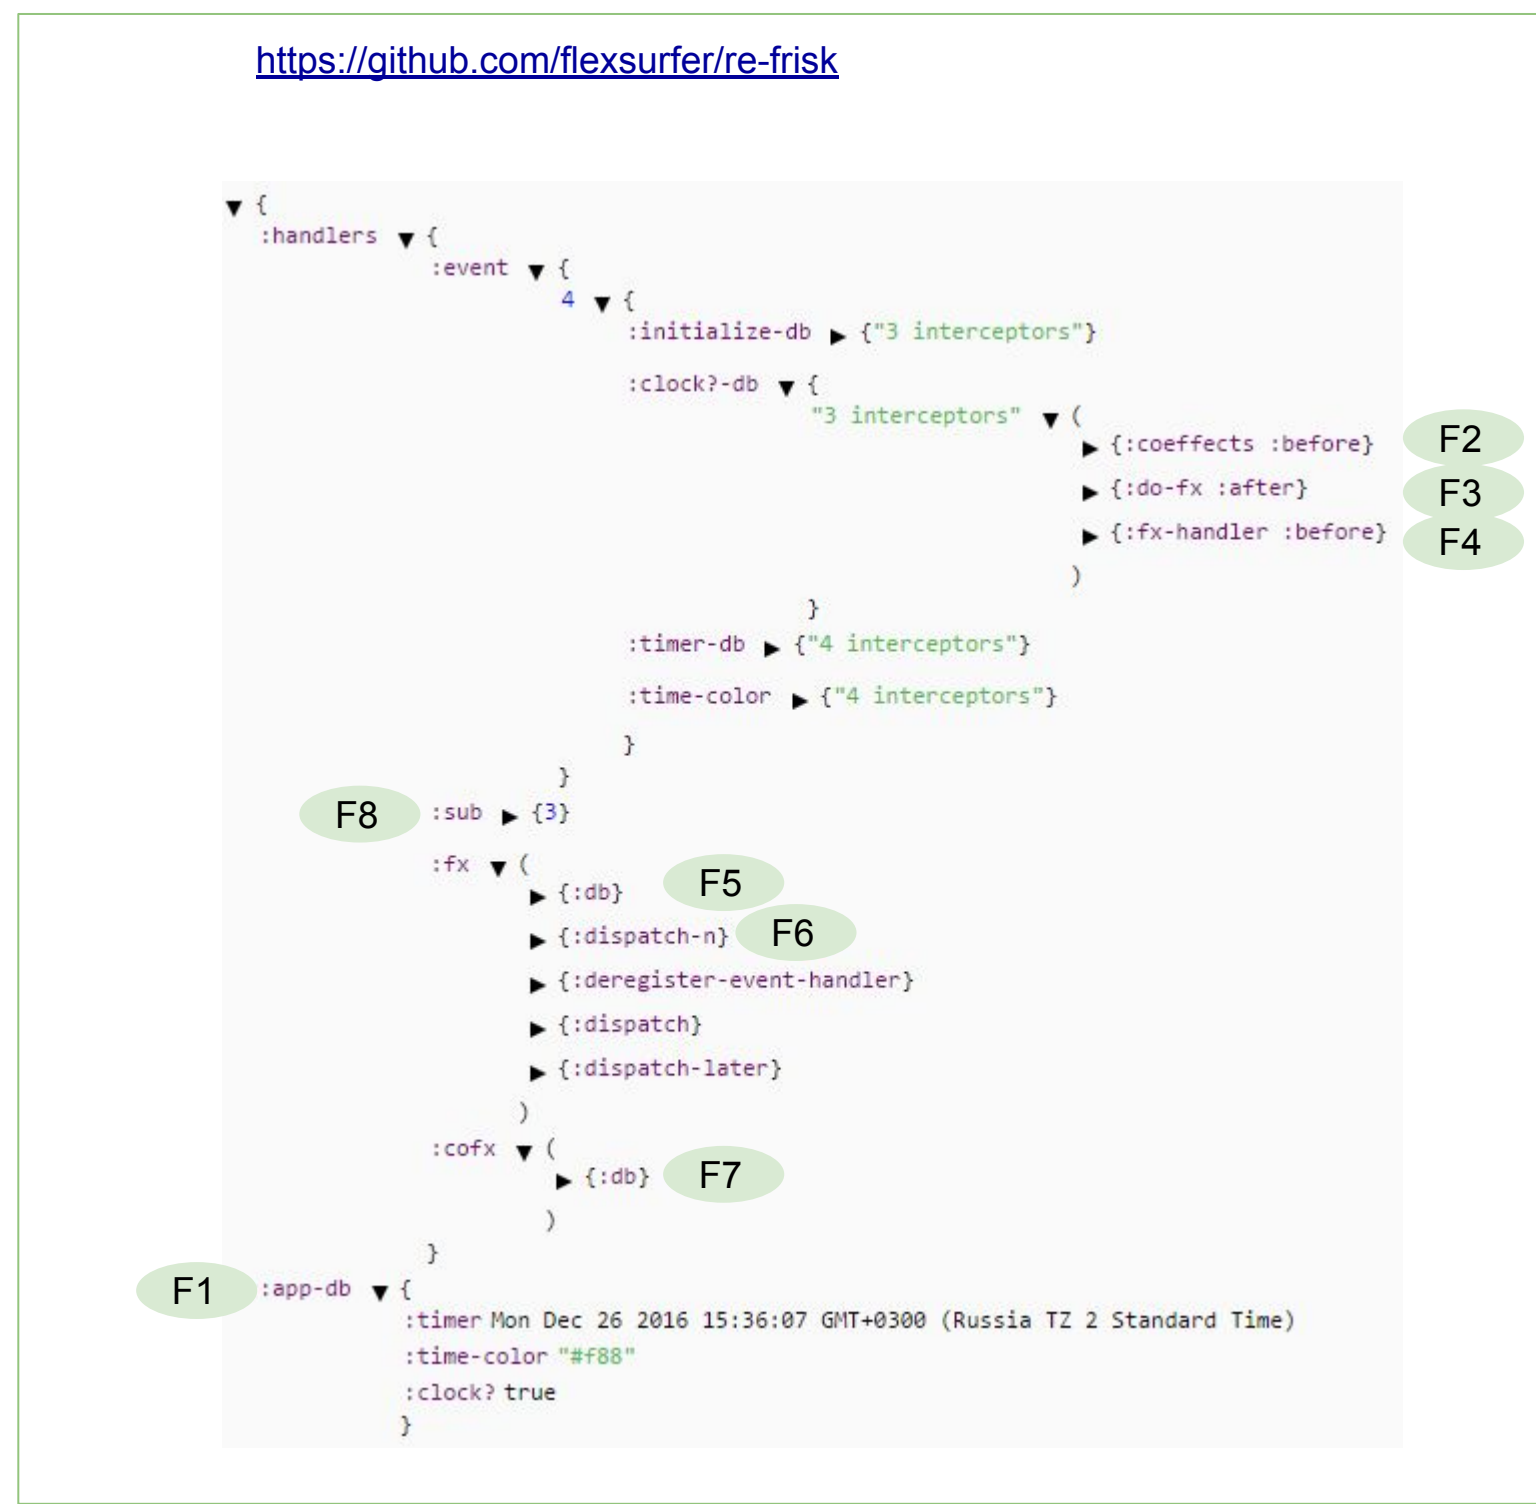 https://github.com/flexsurfer/re-frisk
▼ {
:handlers ▼ {
:event ▼ {
4 ▼ {
:initialize-db ▶ {"3 interceptors"}
:clock?-db ▼ {
"3 interceptors" ▼ (
▶ {:coeffects :before} F2
▶ {:do-fx :after} F3
▶ {:fx-handler :before} F4
)
}
:timer-db ▶ {"4 interceptors"}
:time-color ▶ {"4 interceptors"}
}
}
F8 :sub ▶ {3}
:fx ▼ (
▶ {:db} F5
▶ {:dispatch-n} F6
▶ {:deregister-event-handler}
▶ {:dispatch}
▶ {:dispatch-later}
)
:cofx ▼ (
▶ {:db} F7
)
}
F1 :app-db ▼ {
:timer Mon Dec 26 2016 15:36:07 GMT+0300 (Russia TZ 2 Standard Time)
:time-color "#f88"
:clock? true
}